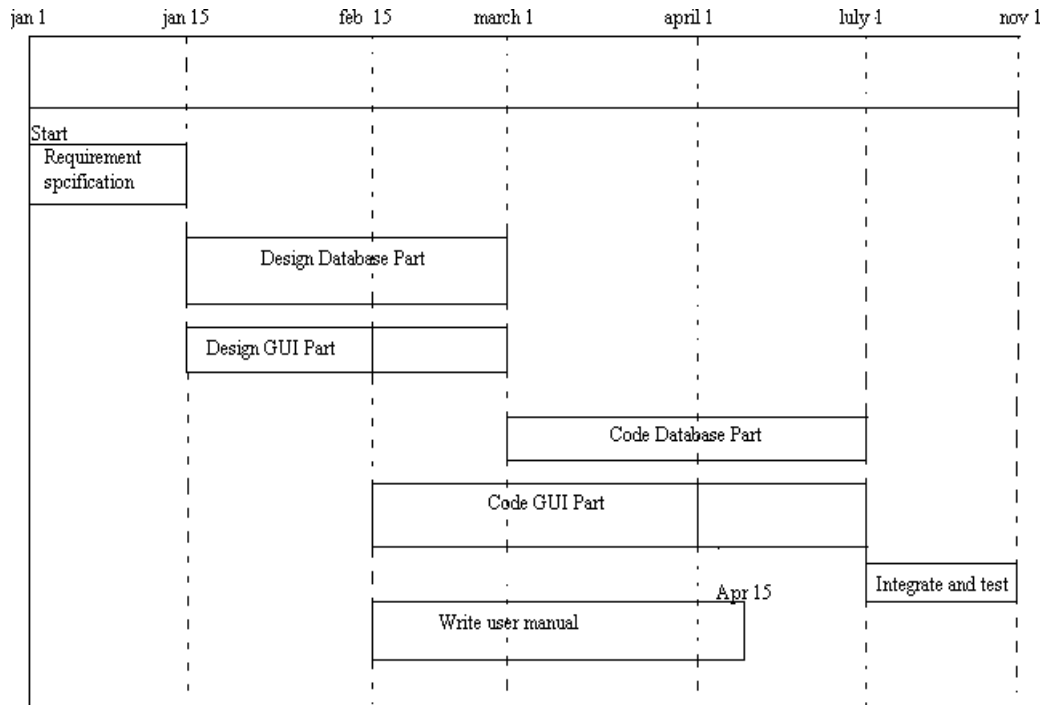 jan 1 jan 15 feb 15 march 1 april 1 luly 1 nov 1
Start
Requirement
spcification
Design Database Part
Design GUI Part
Code Database Part
Code GUI Part
Integrate and test
Apr 15
Write user manual